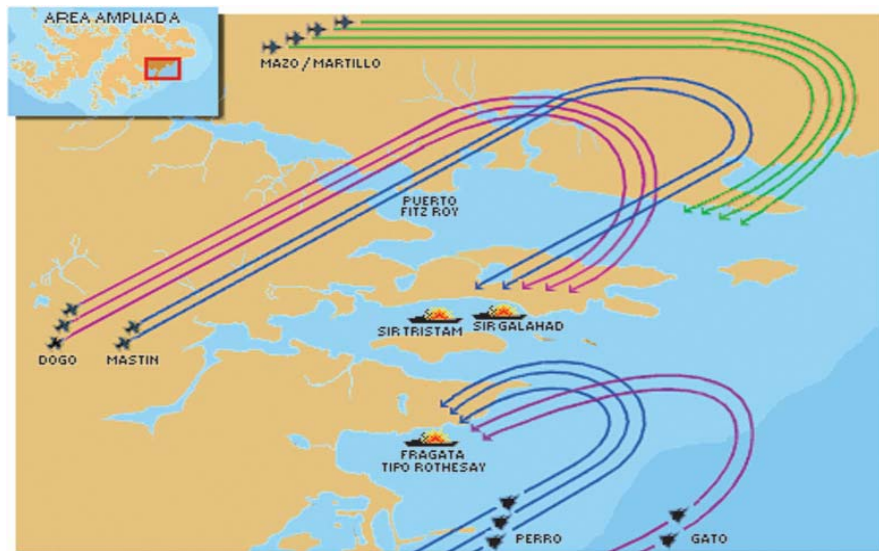 AREA AMPLIADA
MAZO / MARTILLO
PUERTO
FITZ ROY
SIR TRISTAM
SIR GALAHAD
DOGO
MASTIN
FRAGATA
TIPO ROTHESAY
PERRO
GATO